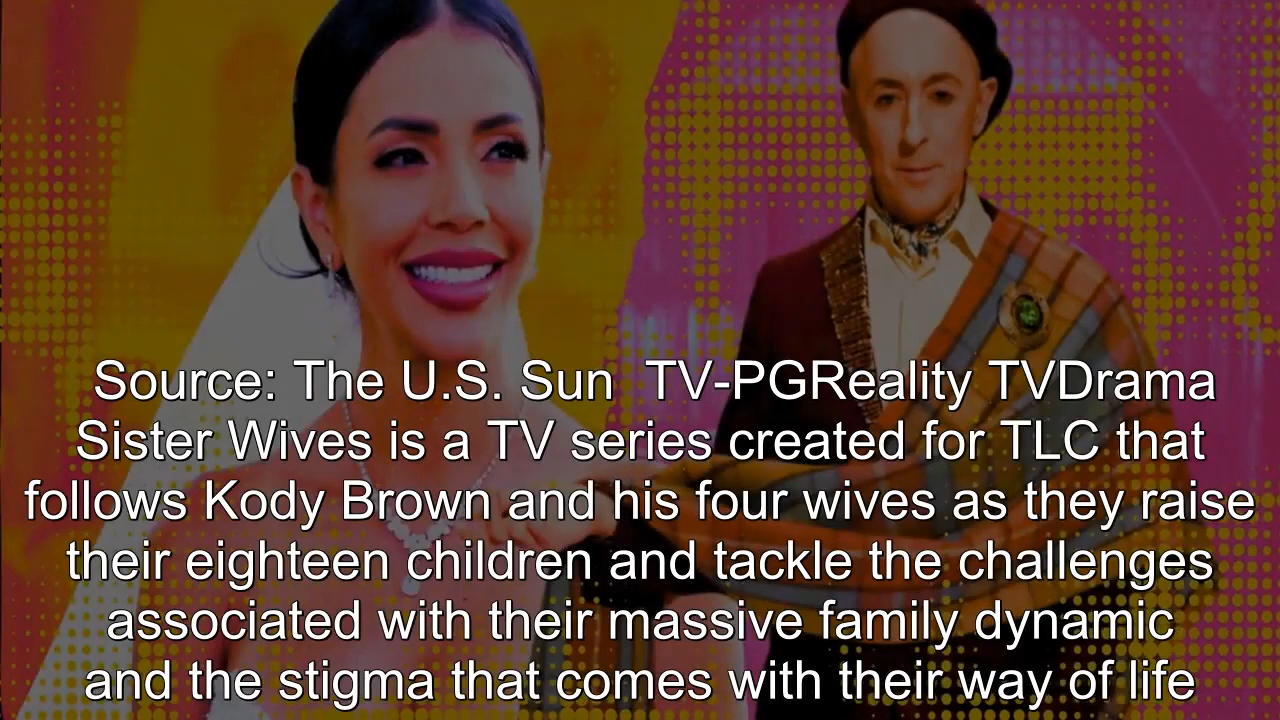 Source: The U.S. Sun  TV-PGReality TVDrama
Sister Wives is a TV series created for TLC that
follows Kody Brown and his four wives as they raise
their eighteen children and tackle the challenges
associated with their massive family dynamic
and the stigma that comes with their way of life